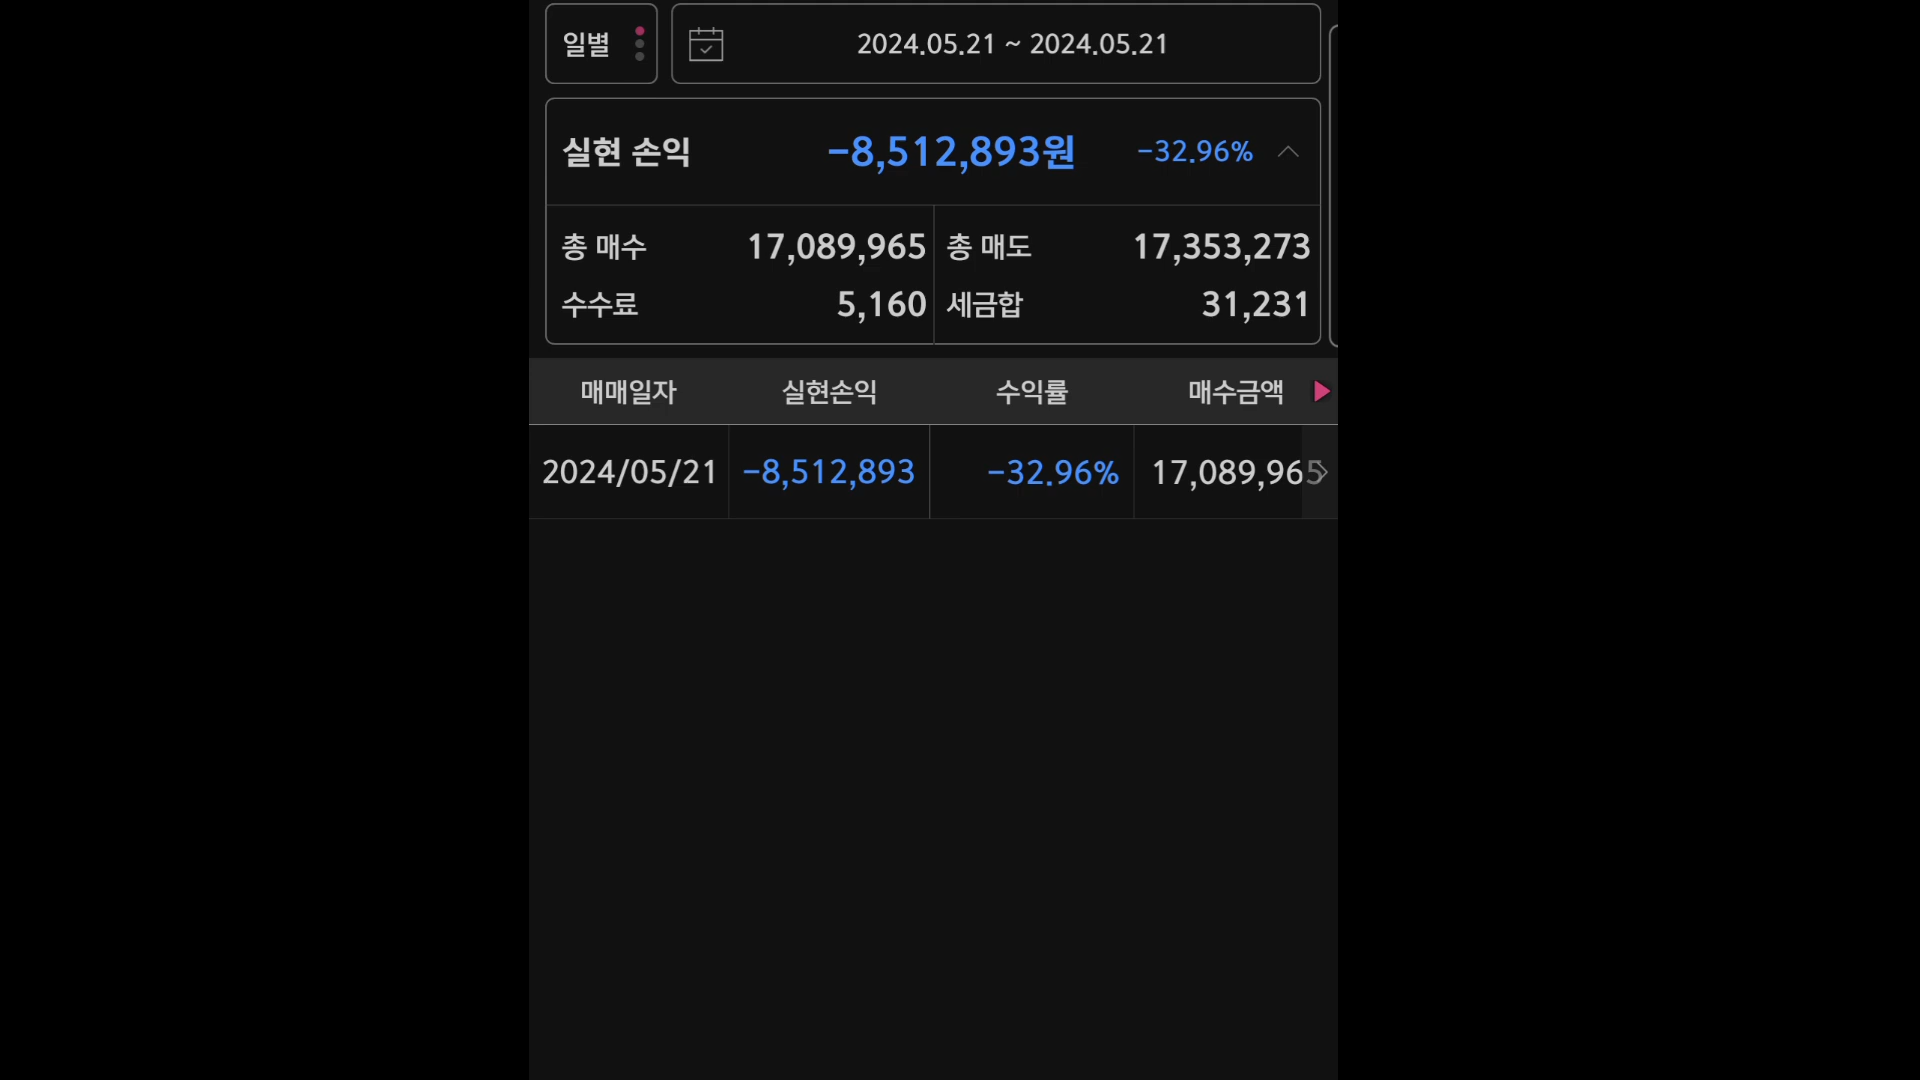 일별 2024.05.21 ~ 2024.05.21
실현 손익 -8,512,893원 -32.96%
총 매수 17,089,965 총 매도 17,353,273
수수료 5,160 세금합 31,231
매매일자 실현손익 수익률 매수금액
2024/05/21 -8,512,893 -32.96% 17,089,965